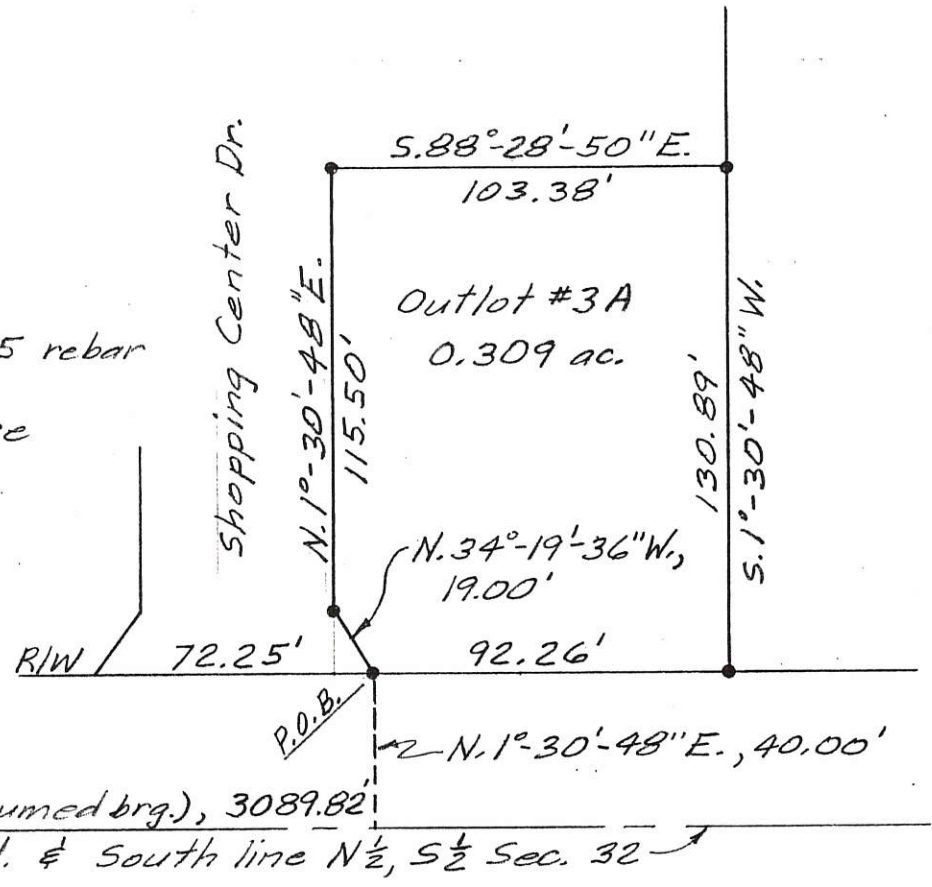 S.88°-28'-50"E.
103.38'
Shopping Center Dr.
N.1°-30'-48"E.
115.50'
Outlot #3A
0.309 ac.
130.89'
S.1°-30'-48"W.
5 rebar
N.34°-19'-36"W.,
19.00'
R/W
72.25'
92.26'
P.O.B.
N.1°-30'-48"E., 40.00'
umed brg.), 3089.82'
. & South line N½, S½ Sec. 32